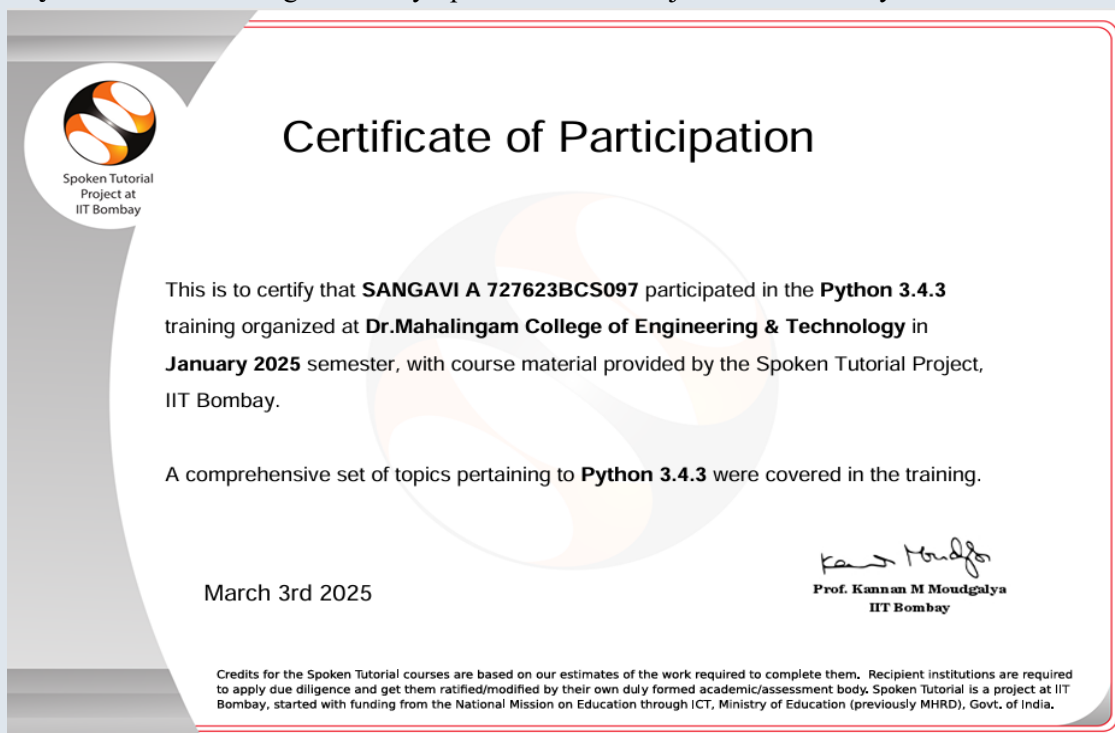 Spoken Tutorial
Project at
IIT Bombay
Certificate of Participation
This is to certify that SANGAVI A 727623BCS097 participated in the Python 3.4.3
training organized at Dr.Mahalingam College of Engineering & Technology in
January 2025 semester, with course material provided by the Spoken Tutorial Project,
IIT Bombay.
A comprehensive set of topics pertaining to Python 3.4.3 were covered in the training.
March 3rd 2025
Prof. Kannan M Moudgalya
IIT Bombay
Credits for the Spoken Tutorial courses are based on our estimates of the work required to complete them. Recipient institutions are required
to apply due diligence and get them ratified/modified by their own duly formed academic/assessment body. Spoken Tutorial is a project at IIT
Bombay, started with funding from the National Mission on Education through ICT, Ministry of Education (previously MHRD), Govt. of India.